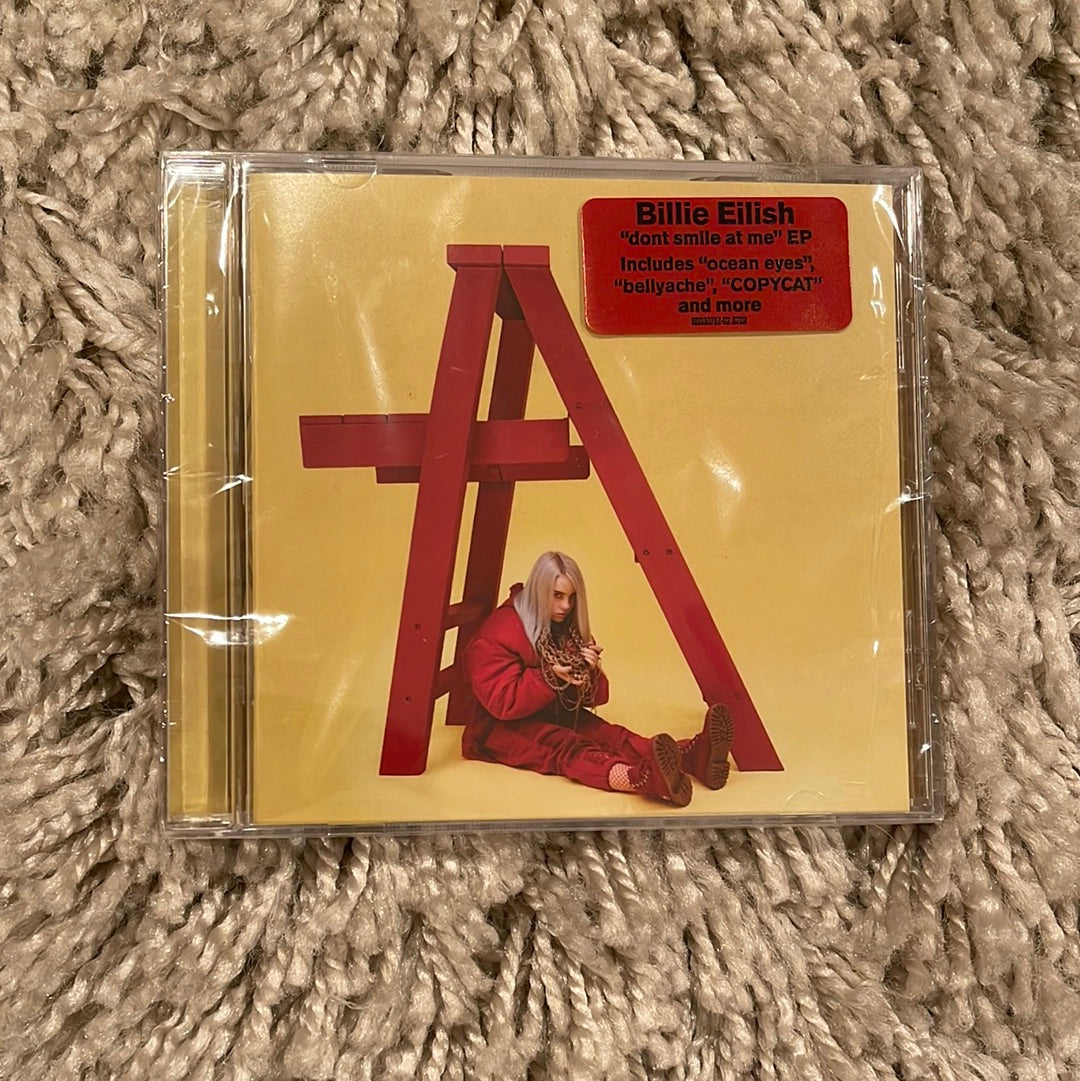 Billie Eilish
“dont smile at me” EP
Includes “ocean eyes”,
“bellyache”, “COPYCAT”
and more